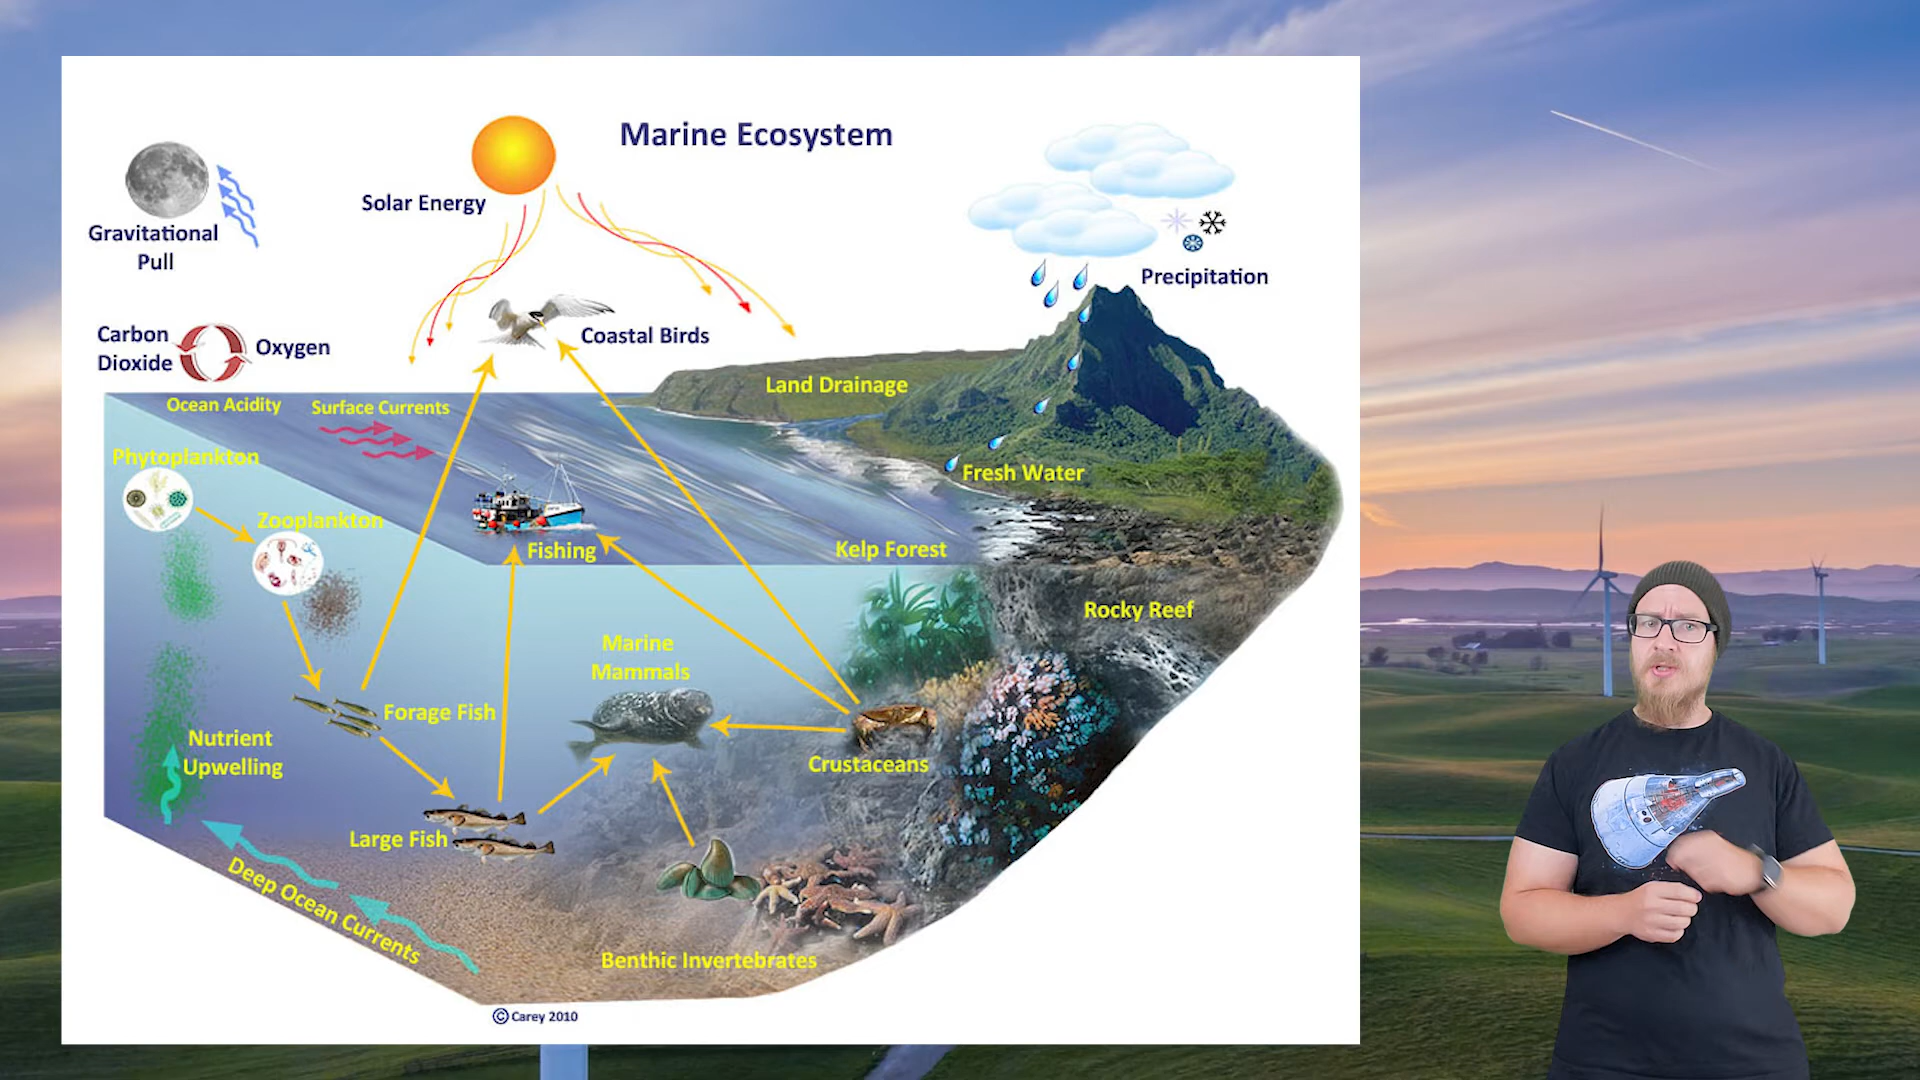 Marine Ecosystem
Solar Energy
Gravitational
Pull
Precipitation
Carbon
Dioxide
Oxygen
Coastal Birds
Land Drainage
Ocean Acidity
Surface Currents
Phytoplankton
Fresh Water
Zooplankton
Fishing
Kelp Forest
Rocky Reef
Marine
Mammals
Forage Fish
Nutrient
Upwelling
Crustaceans
Large Fish
Deep Ocean Currents
Benthic Invertebrates
© Carey 2010